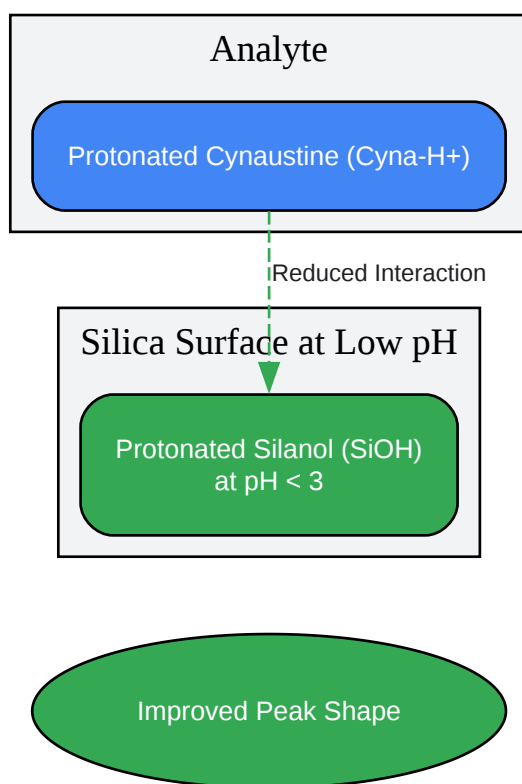 Analyte
Protonated Cynaustine (Cyna-H+)
Reduced Interaction
Silica Surface at Low pH
Protonated Silanol (SiOH)
at pH < 3
Improved Peak Shape